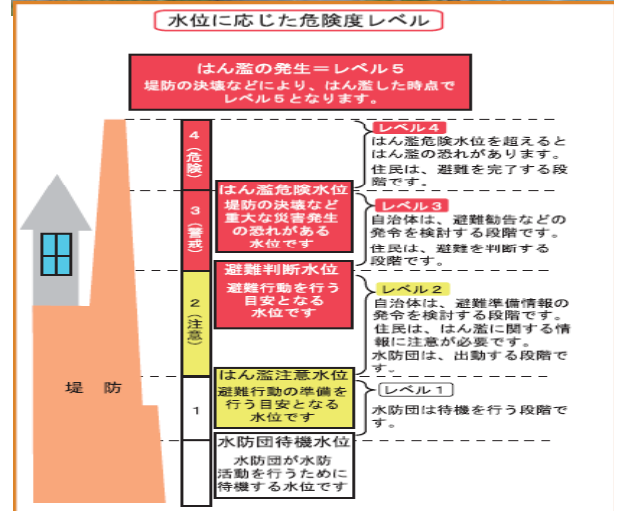 水位に応じた危険度レベル
はん濫の発生＝レベル５
堤防の決壊などにより、はん濫した時点で
レベル５となります。
4
（危険）
レベル４
はん濫危険水位を超えると
はん濫の恐れがあります。
住民は、避難を完了する段
階です。
はん濫危険水位
堤防の決壊など
重大な災害発生
の恐れがある
水位です
3
（警戒）
レベル３
自治体は、避難勧告などの
発令を検討する段階です。
住民は、避難を判断する
段階です。
避難判断水位
避難行動を行う
目安となる
水位です
2
（注意）
レベル２
自治体は、避難準備情報の
発令を検討する段階です。
住民は、はん濫に関する情
報に注意が必要です。
水防団は、出動する段階で
す。
はん濫注意水位
避難行動の準備を
行う目安となる
水位です
1
レベル１
水防団は待機を行う段階で
す。
水防団待機水位
水防団が水防
活動を行うために
待機する水位です
堤 防